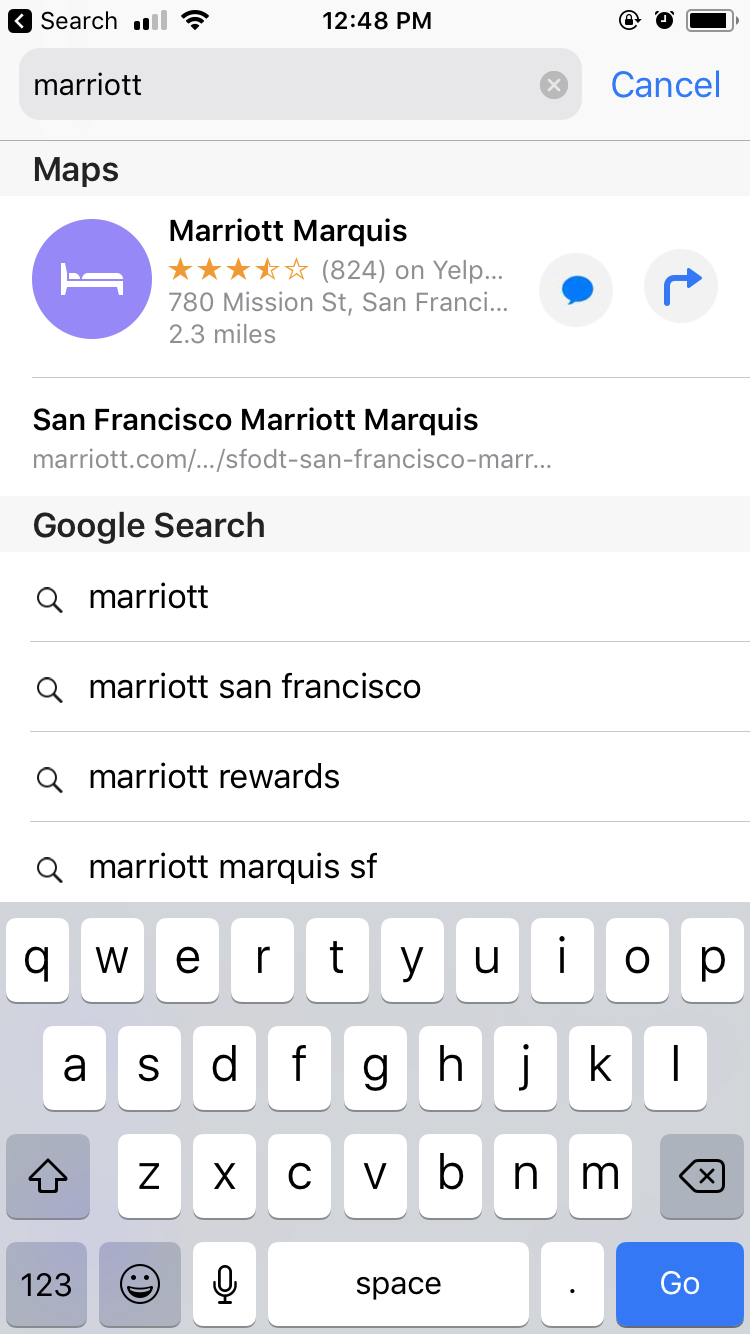 Search 12:48 PM
marriott Cancel
Maps
Marriott Marquis
(824) on Yelp...
780 Mission St, San Franci...
2.3 miles
San Francisco Marriott Marquis
marriott.com/.../sfodt-san-francisco-marr...
Google Search
marriott
marriott san francisco
marriott rewards
marriott marquis sf
q w e r t y u i o p
a s d f g h j k l
z x c v b n m
123 space . Go